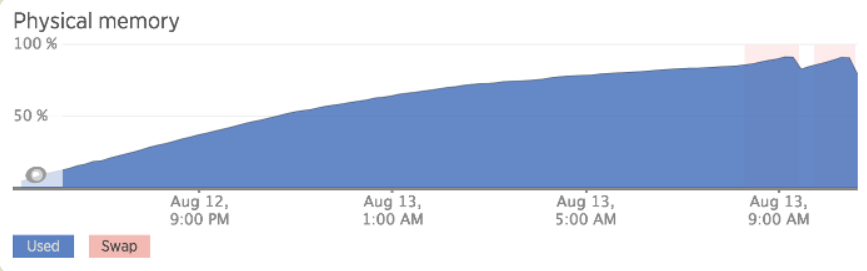 Physical memory
100 %
50 %
Aug 12,
9:00 PM
Aug 13,
1:00 AM
Aug 13,
5:00 AM
Aug 13,
9:00 AM
Used
Swap